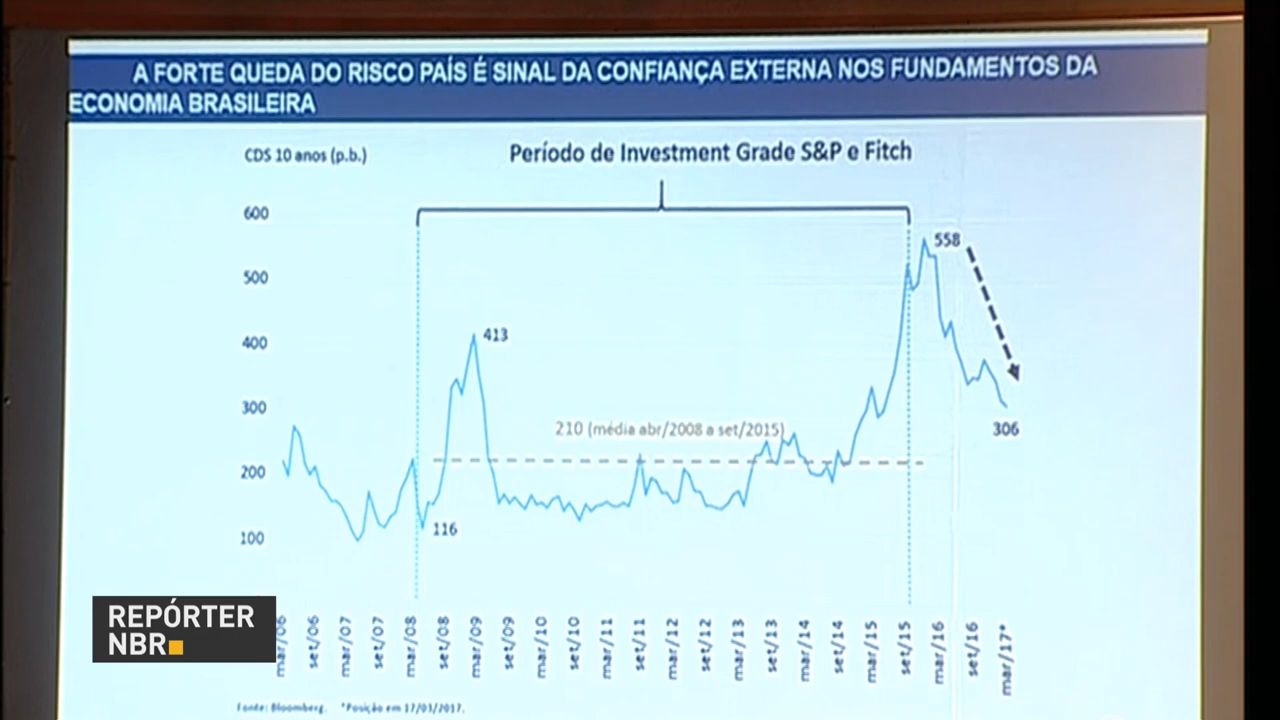 A FORTE QUEDA DO RISCO PAÍS É SINAL DA CONFIANÇA EXTERNA NOS FUNDAMENTOS DA
ECONOMIA BRASILEIRA
CDS 10 anos (p.b.)
Período de Investment Grade S&P e Fitch
600
558
500
413
400
300
210 (média abr/2008 a set/2015)
306
200
116
100
REPÓRTER
NBR
mar/06
set/06
mar/07
set/07
mar/08
set/08
mar/09
set/09
mar/10
set/10
mar/11
set/11
mar/12
set/12
mar/13
set/13
mar/14
set/14
mar/15
set/15
mar/16
set/16
mar/17*
Fonte: Bloomberg. *Posição em 17/03/2017.